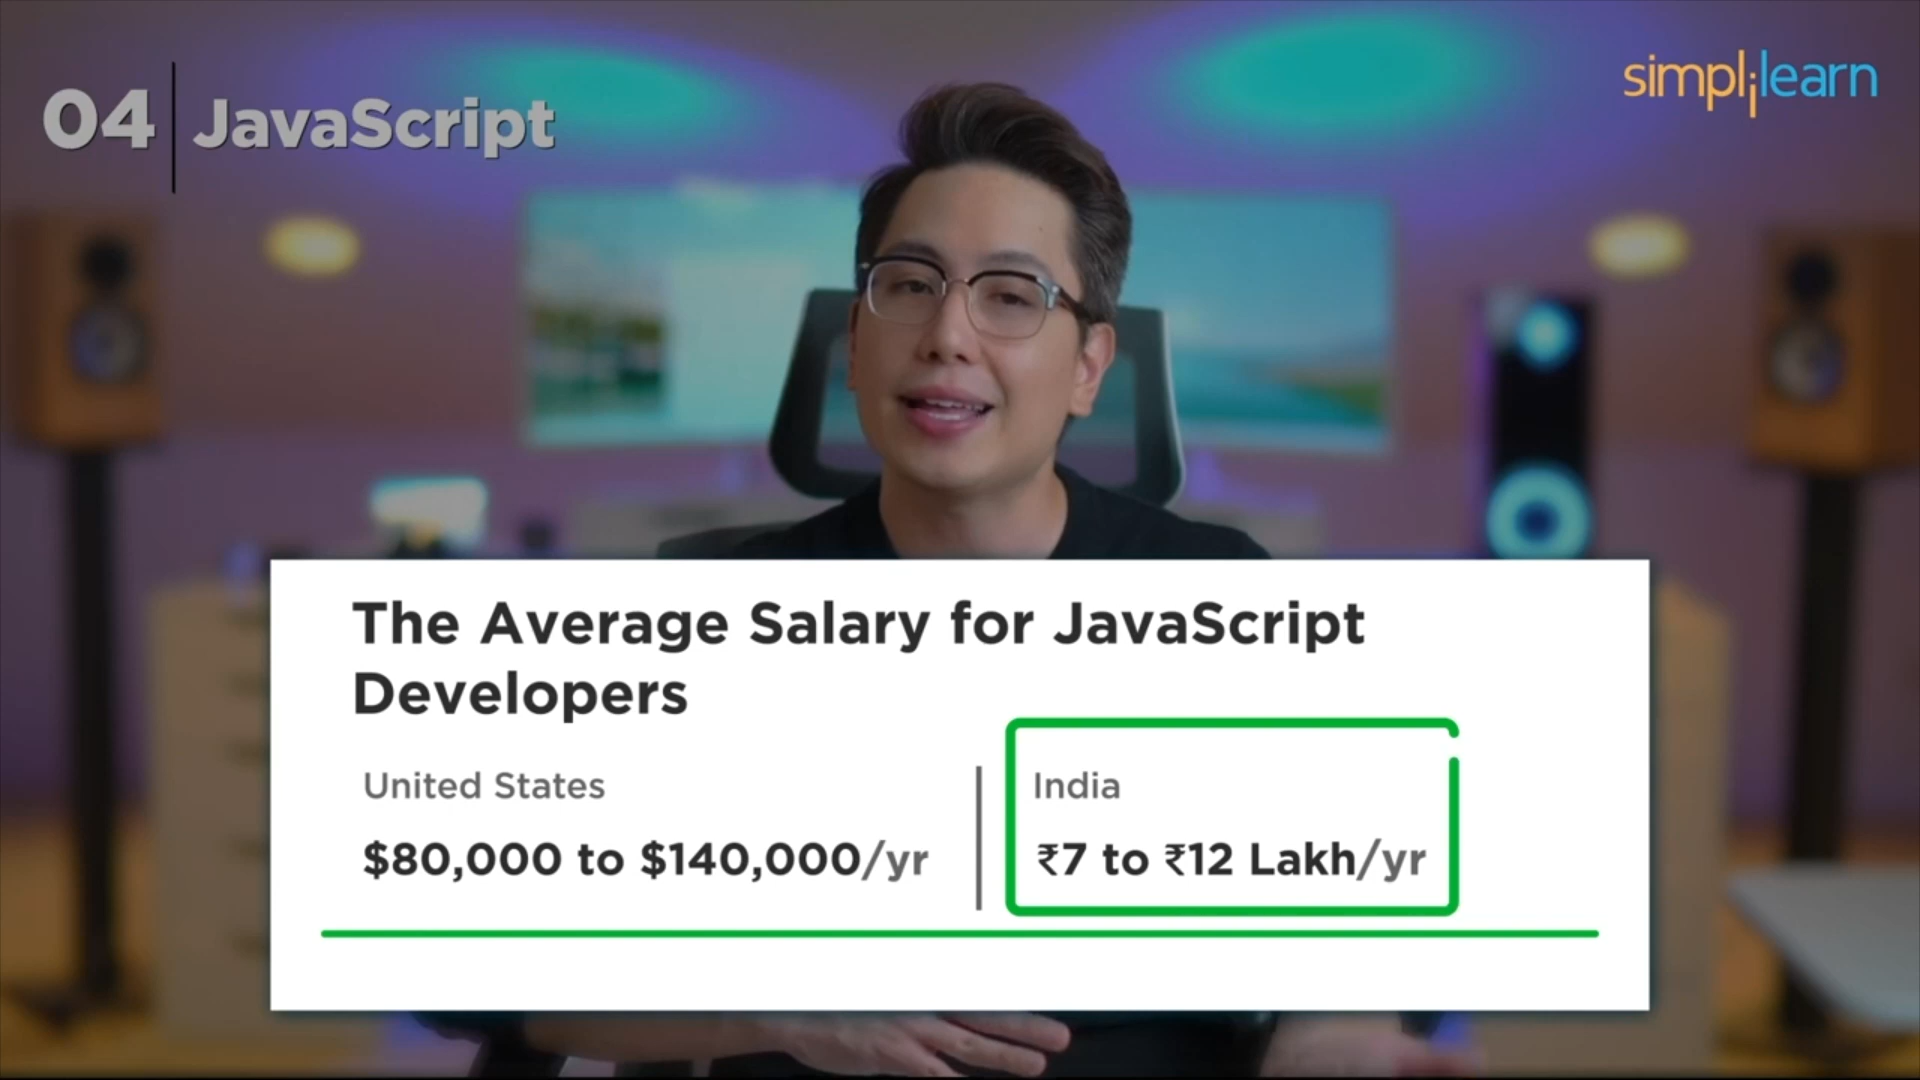 04 JavaScript
simplilearn
The Average Salary for JavaScript
Developers
United States
India
$80,000 to $140,000/yr
₹7 to ₹12 Lakh/yr